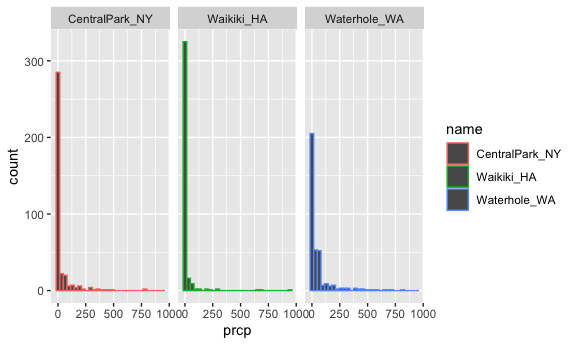 CentralPark_NY Waikiki_HA Waterhole_WA
300
200
100
0
count
0 250 500 750 1000 0 250 500 750 1000 0 250 500 750 1000
prcp
name
CentralPark_NY
Waikiki_HA
Waterhole_WA